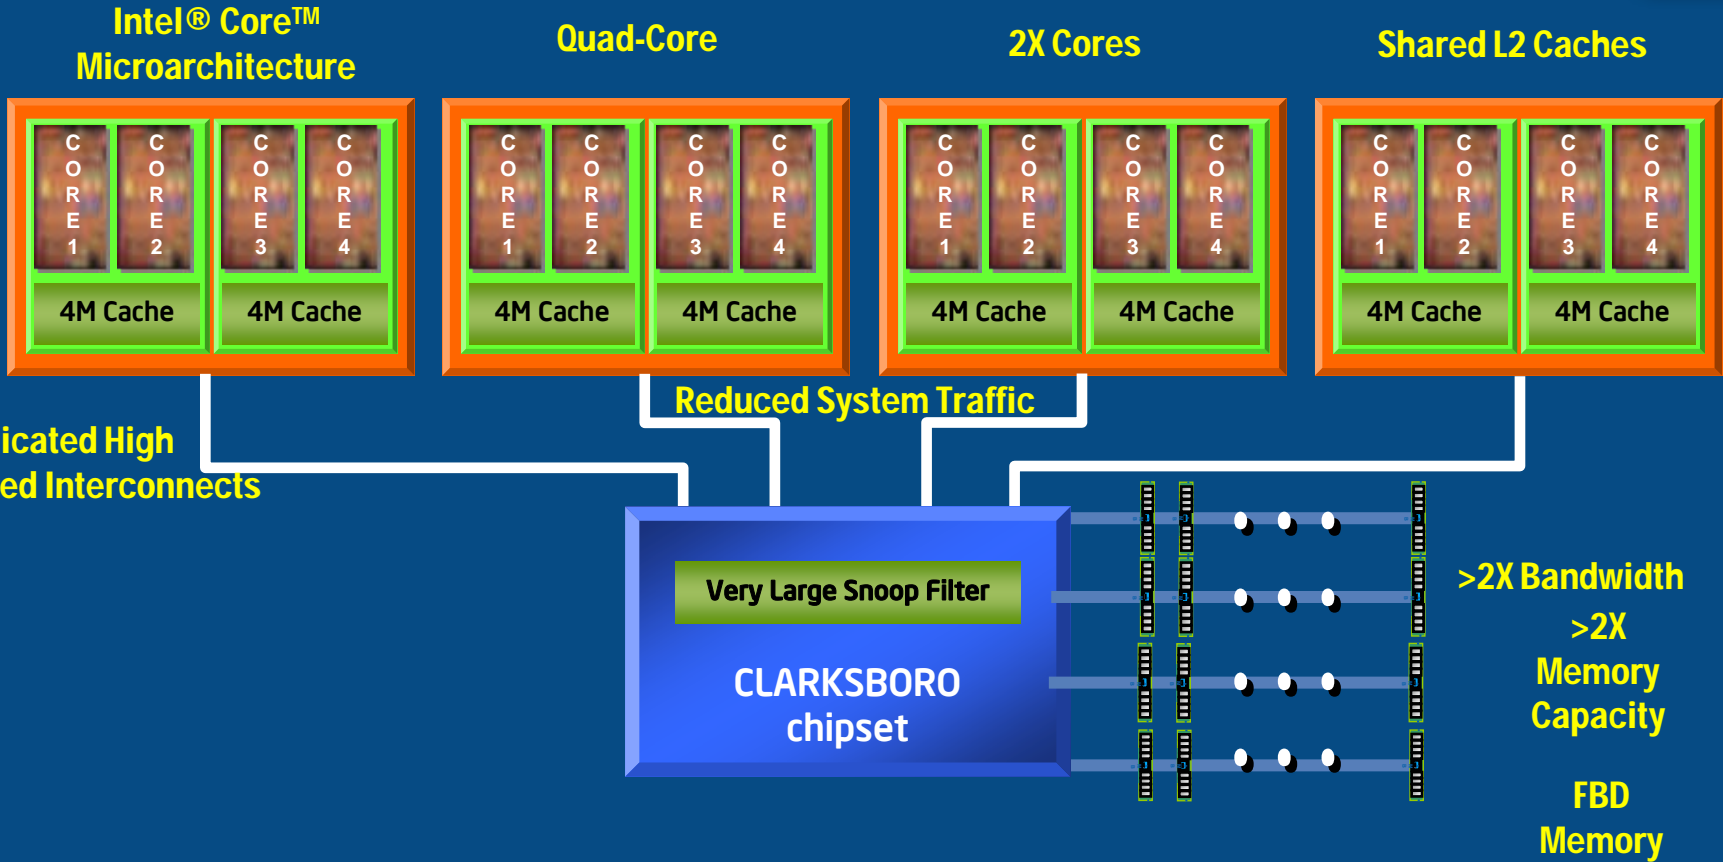 Intel® Core™
Microarchitecture
Quad-Core
2X Cores
Shared L2 Caches
CORE1
CORE2
CORE3
CORE4
4M Cache
4M Cache
CORE1
CORE2
CORE3
CORE4
4M Cache
4M Cache
CORE1
CORE2
CORE3
CORE4
4M Cache
4M Cache
CORE1
CORE2
CORE3
CORE4
4M Cache
4M Cache
Reduced System Traffic
icated High
ed Interconnects
Very Large Snoop Filter
CLARKSBORO
chipset
>2X Bandwidth
>2X
Memory
Capacity
FBD
Memory